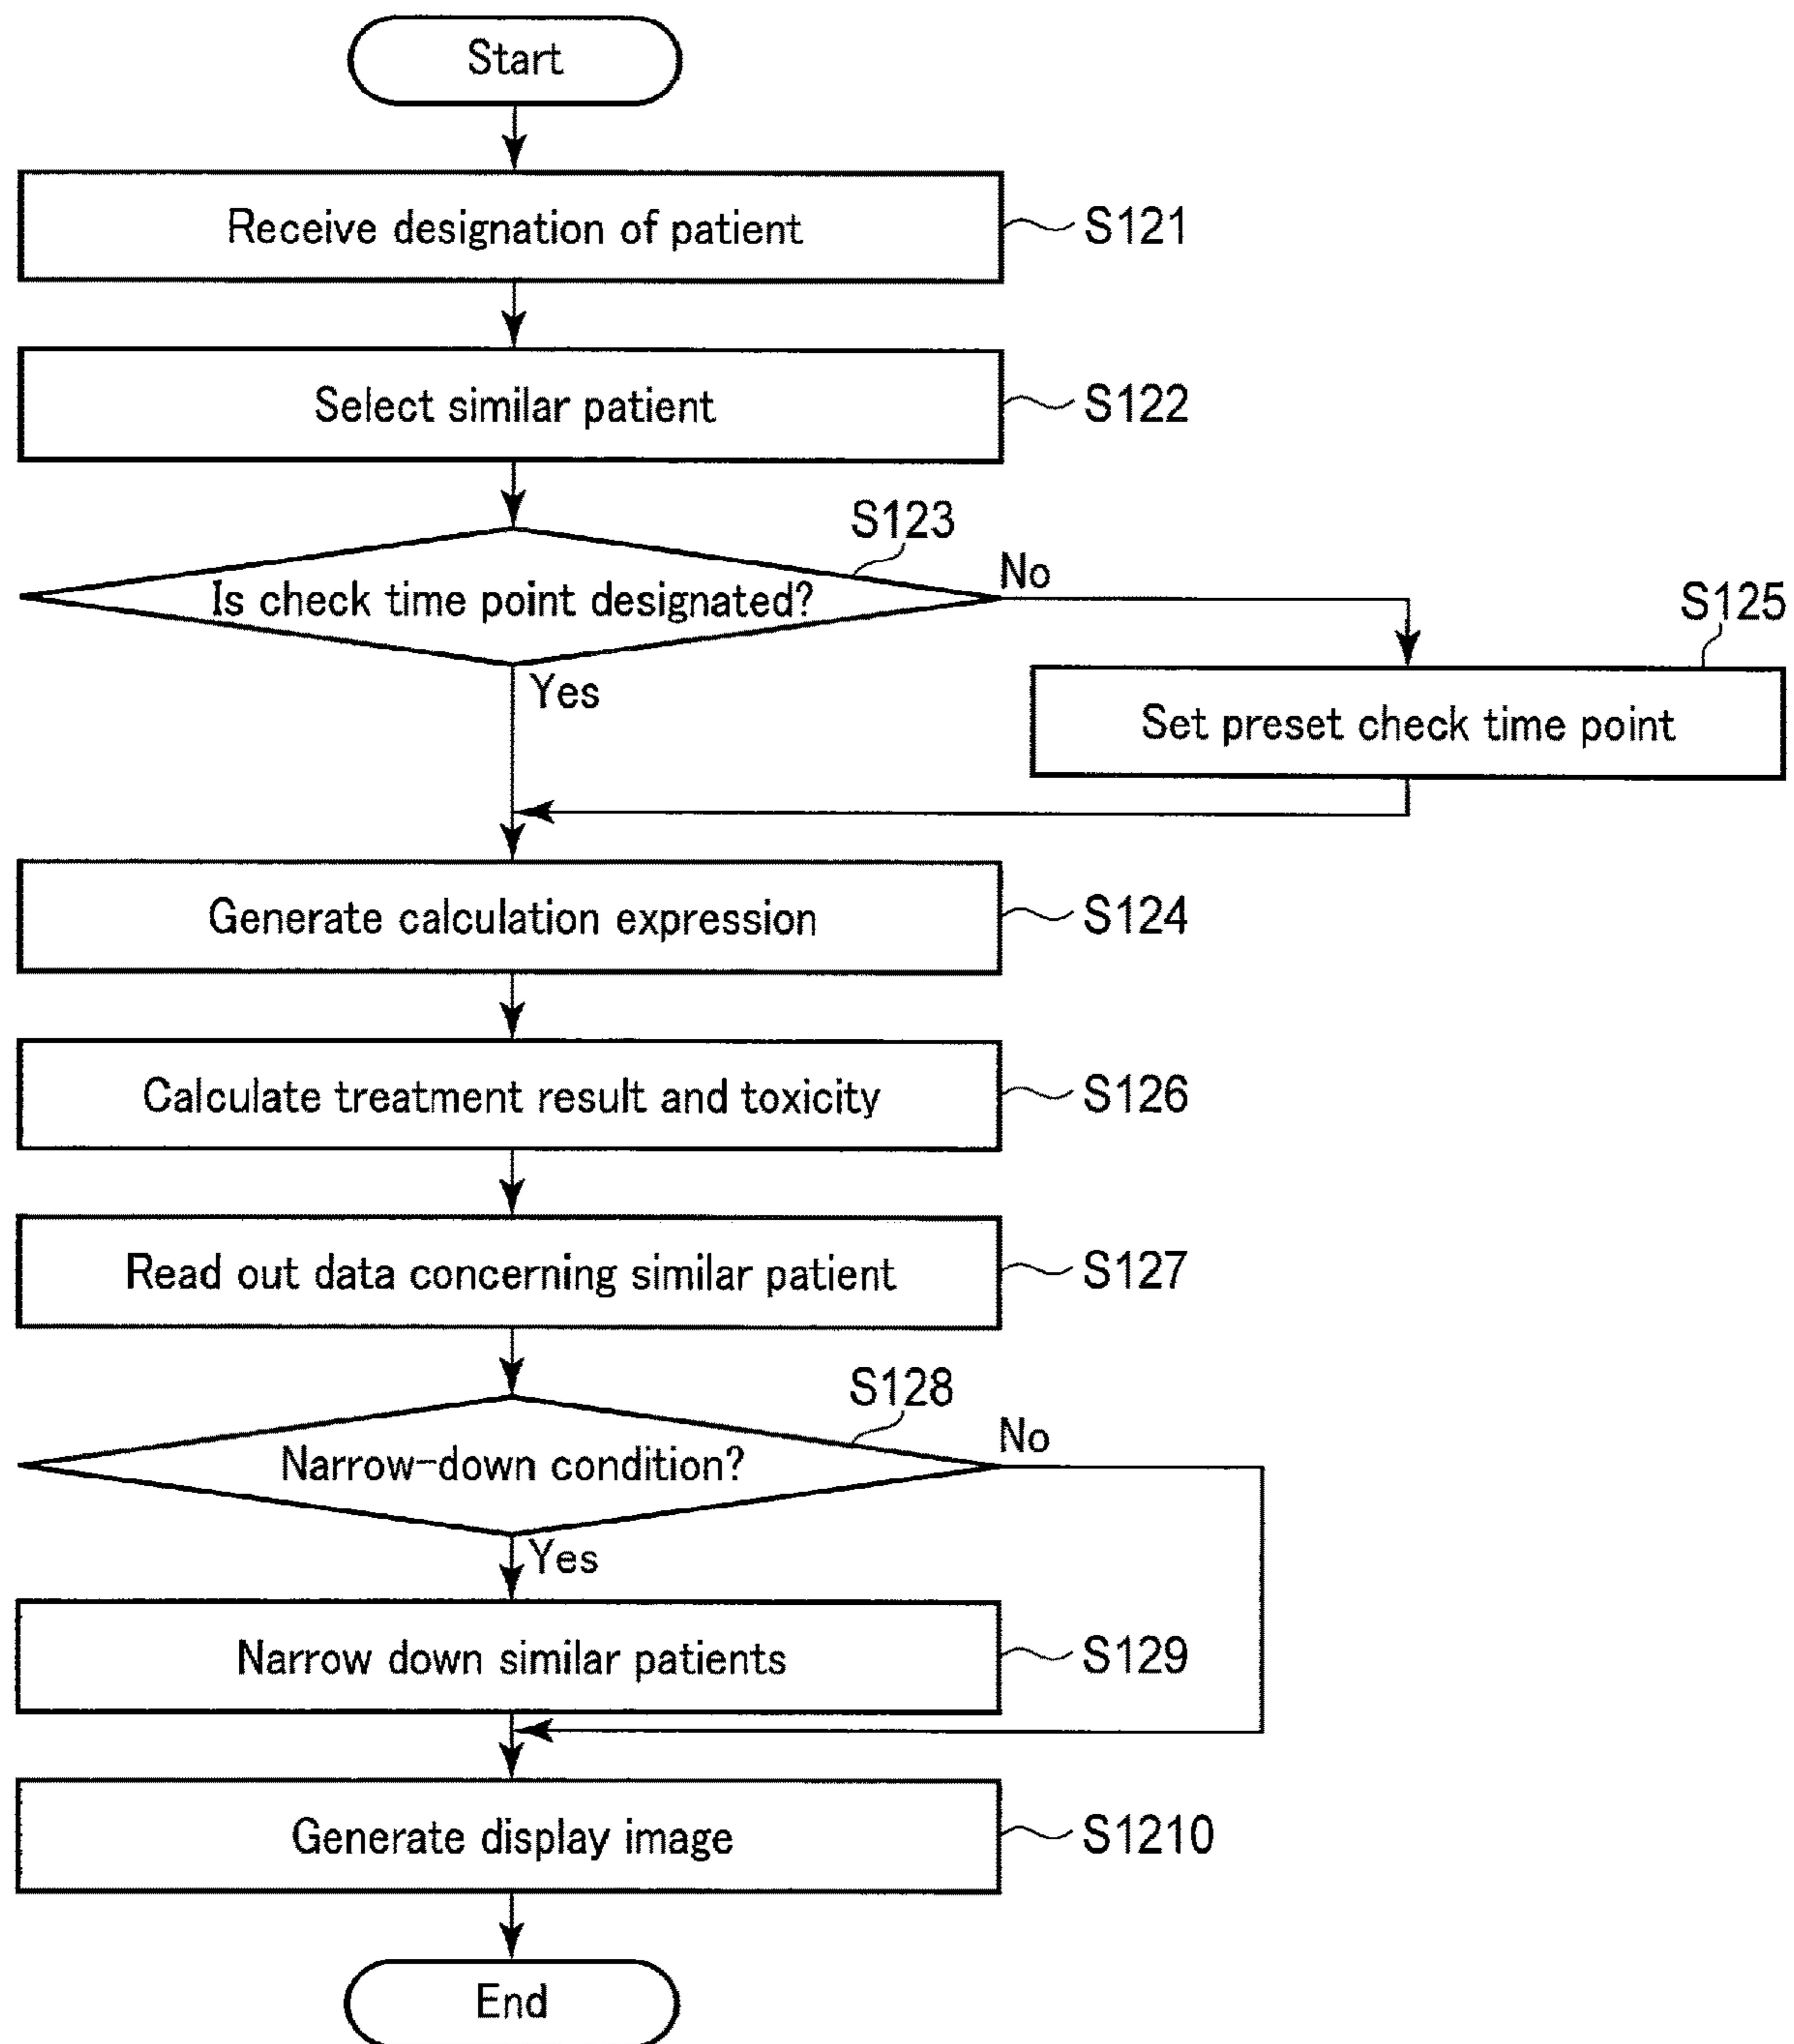 Start
Receive designation of patient
S121
Select similar patient
S122
S123
Is check time point designated?
No
Yes
S125
Set preset check time point
Generate calculation expression
S124
Calculate treatment result and toxicity
S126
Read out data concerning similar patient
S127
S128
Narrow-down condition?
No
Yes
Narrow down similar patients
S129
Generate display image
S1210
End